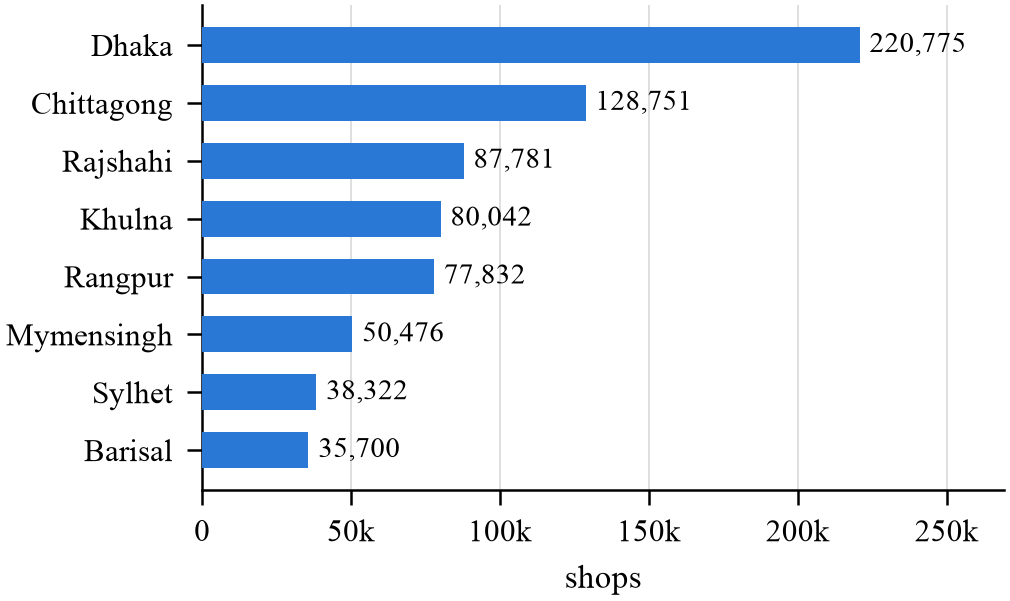 Dhaka 220,775
Chittagong 128,751
Rajshahi 87,781
Khulna 80,042
Rangpur 77,832
Mymensingh 50,476
Sylhet 38,322
Barisal 35,700
0 50k 100k 150k 200k 250k
shops